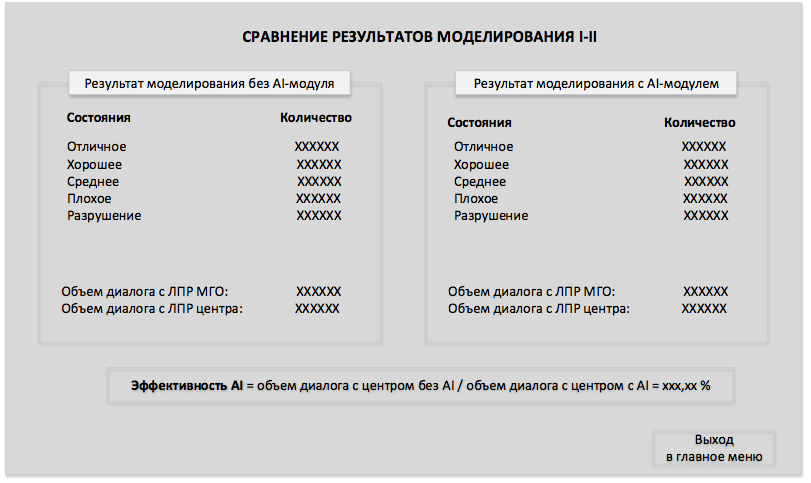 СРАВНЕНИЕ РЕЗУЛЬТАТОВ МОДЕЛИРОВАНИЯ I-II
Результат моделирования без AI-модуля
Состояния Количество
Отличное XXXXXX
Хорошее XXXXXX
Среднее XXXXXX
Плохое XXXXXX
Разрушение XXXXXX
Объем диалога с ЛПР МГО: XXXXXX
Объем диалога с ЛПР центра: XXXXXX
Результат моделирования с AI-модулем
Состояния Количество
Отличное XXXXXX
Хорошее XXXXXX
Среднее XXXXXX
Плохое XXXXXX
Разрушение XXXXXX
Объем диалога с ЛПР МГО: XXXXXX
Объем диалога с ЛПР центра: XXXXXX
Эффективность AI = объем диалога с центром без AI / объем диалога с центром с AI = xxx,xx %
Выход
в главное меню